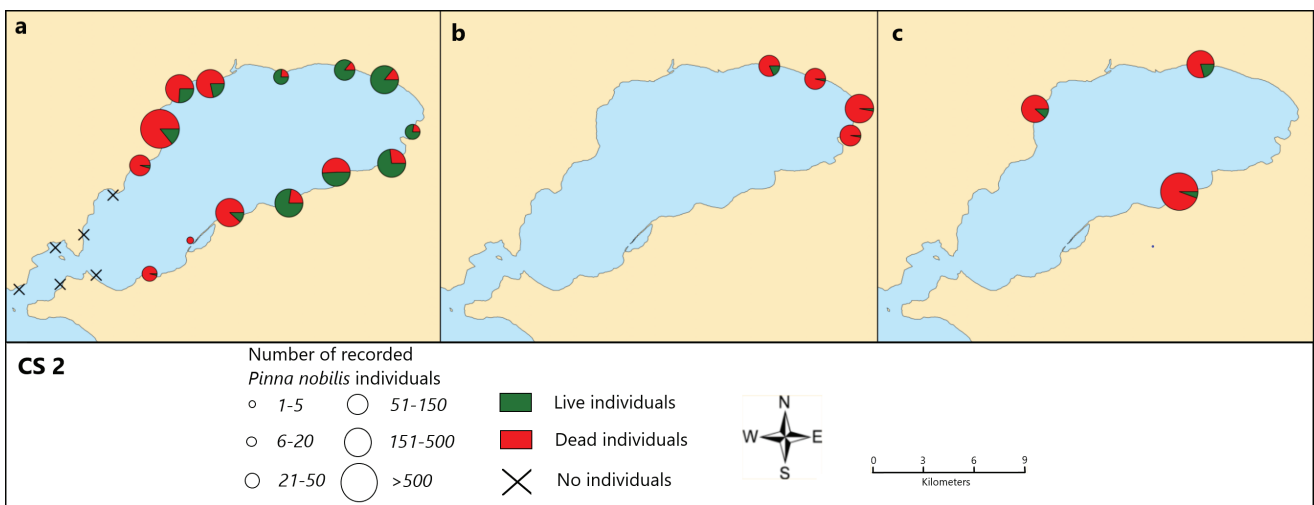 a
b
c
CS 2
Number of recorded
Pinna nobilis individuals
1-5
51-150
6-20
151-500
21-50
>500
Live individuals
Dead individuals
No individuals
N
W E
S
0 3 6 9
Kilometers